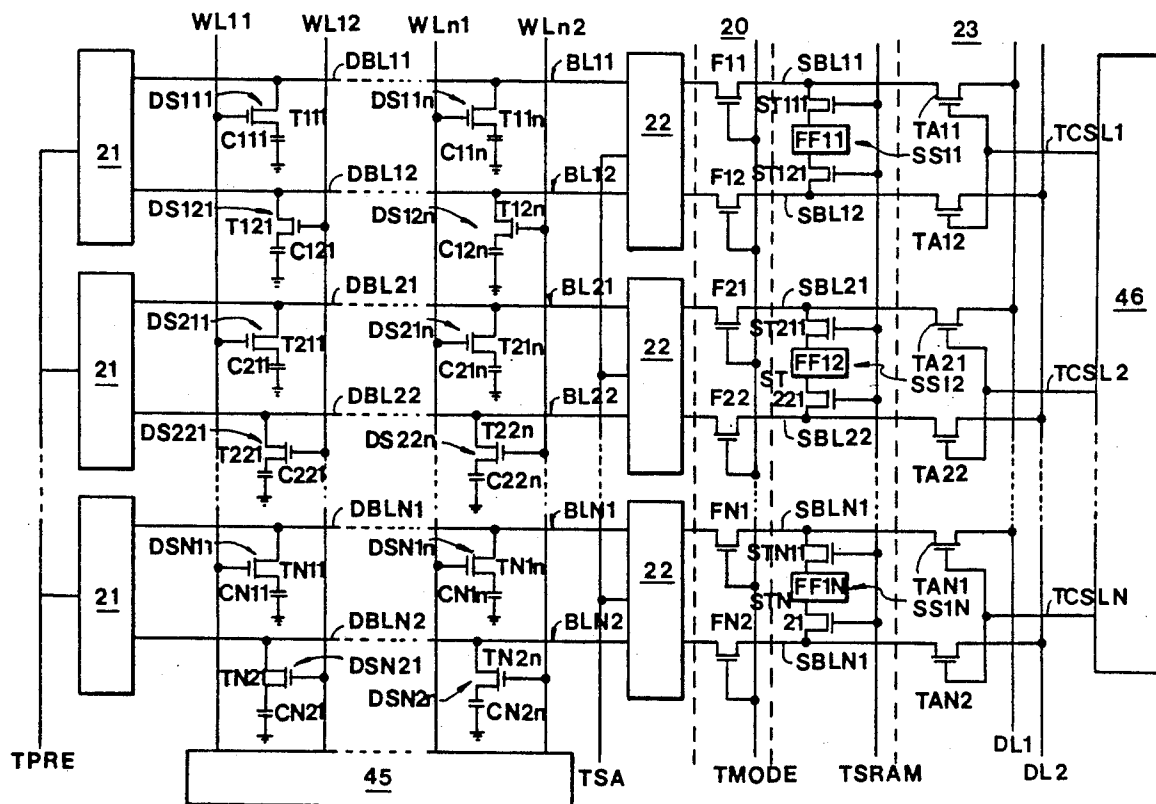 WL11 WL12 WLn1 WLn2 20 23
DBL11 BL11 F11 SBL11
DS111 T111 DS11n T11n ST111 TA11 TCSL1
C111 C11n FF11 SS11
21 22
DBL12 BL12 F12 ST121 SBL12
DS121 T121 DS12n T12n TA12
C121 C12n
DBL21 BL21 F21 SBL21
46
DS211 T211 DS21n T21n ST211 TA21 TCSL2
C211 C21n FF12 SS12
21 22
DBL22 BL22 F22 ST 221 SBL22
DS221 T221 DS22n T22n TA22
C221 C22n
DBLN1 BLN1 FN1 SBLN1
DSN11 TN11 DSN1n TN1n STN11 TAN1 TCSLN
CN11 CN1n FF1N SS1N
21 22
DBLN2 BLN2 FN2 STN 21 SBLN1
TN21 DSN21 TN2n TAN2
DSN2n
CN21 CN2n
DL1
TPRE 45 TSA TMODE TSRAM DL2